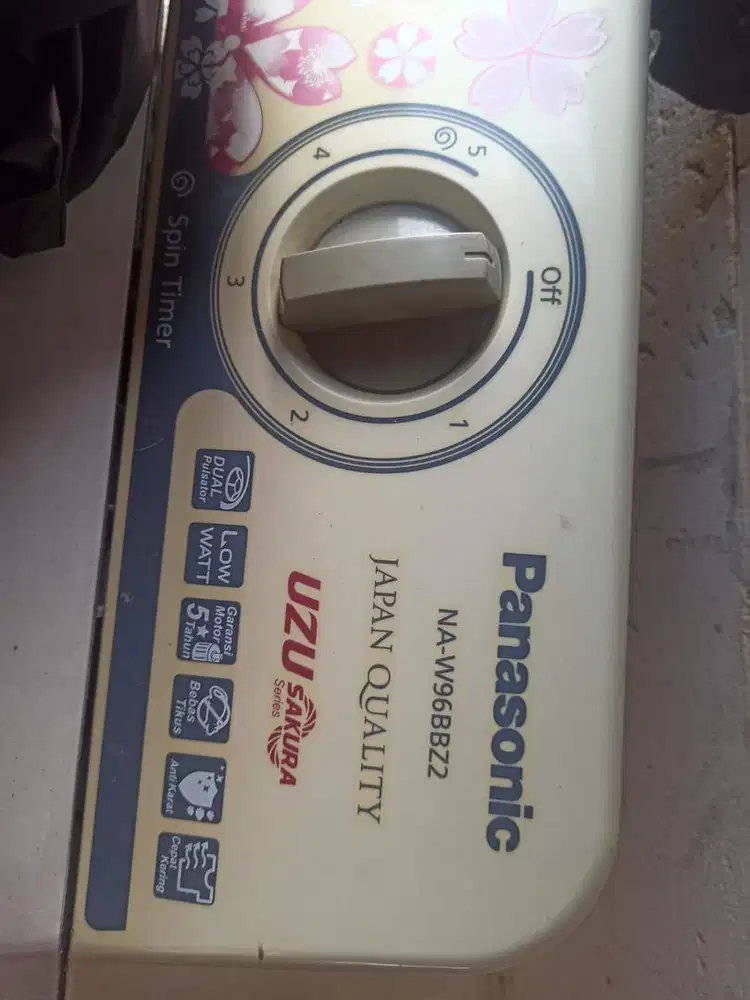 Off
1
2
3
4
5
Spin Timer
Panasonic
NA-W96BBZ2
JAPAN QUALITY
UZU SAKURA
Series
DUAL
Pulsator
LOW
WATT
Garansi
Motor
5 Tahun
Bebas
Tikus
Anti Karat
Cepat
Kering